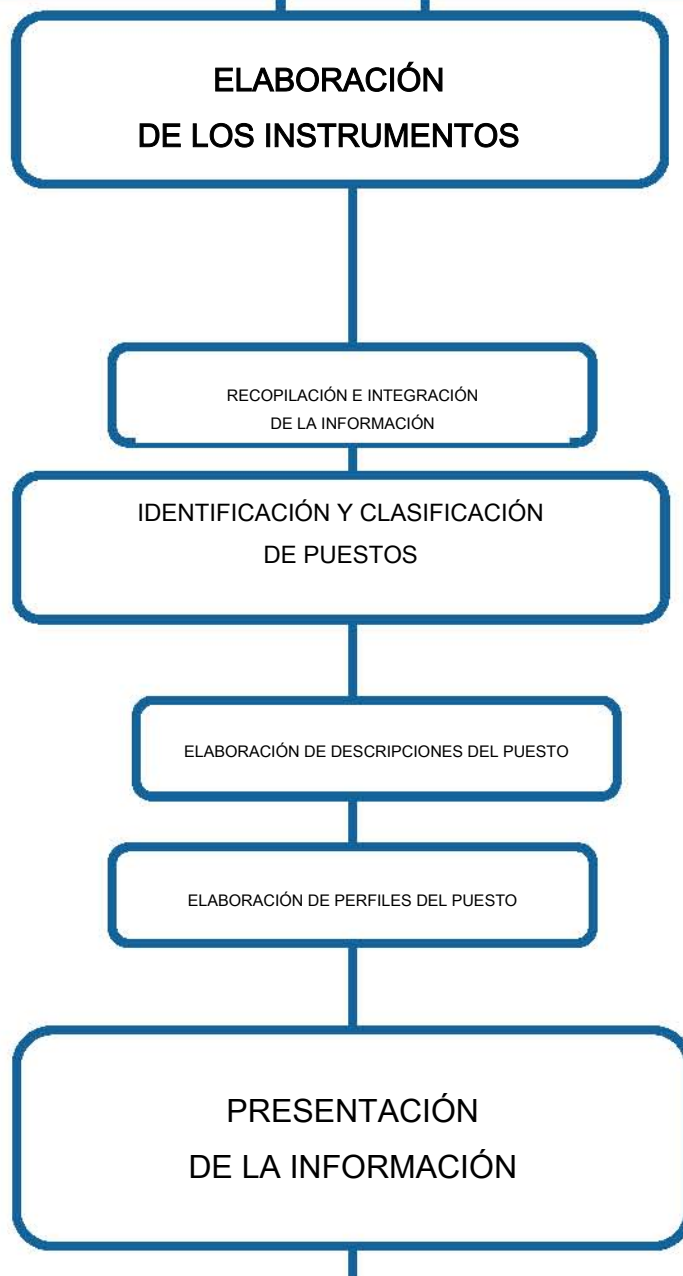 ELABORACIÓN
DE LOS INSTRUMENTOS
RECOPILACIÓN E INTEGRACIÓN
DE LA INFORMACIÓN
IDENTIFICACIÓN Y CLASIFICACIÓN
DE PUESTOS
ELABORACIÓN DE DESCRIPCIONES DEL PUESTO
ELABORACIÓN DE PERFILES DEL PUESTO
PRESENTACIÓN
DE LA INFORMACIÓN